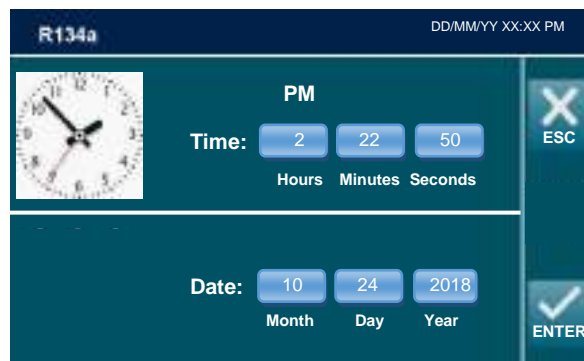 R134a
DD/MM/YY XX:XX PM
PM
Time: 2 22 50
Hours Minutes Seconds
ESC
Date: 10 24 2018
Month Day Year
ENTER